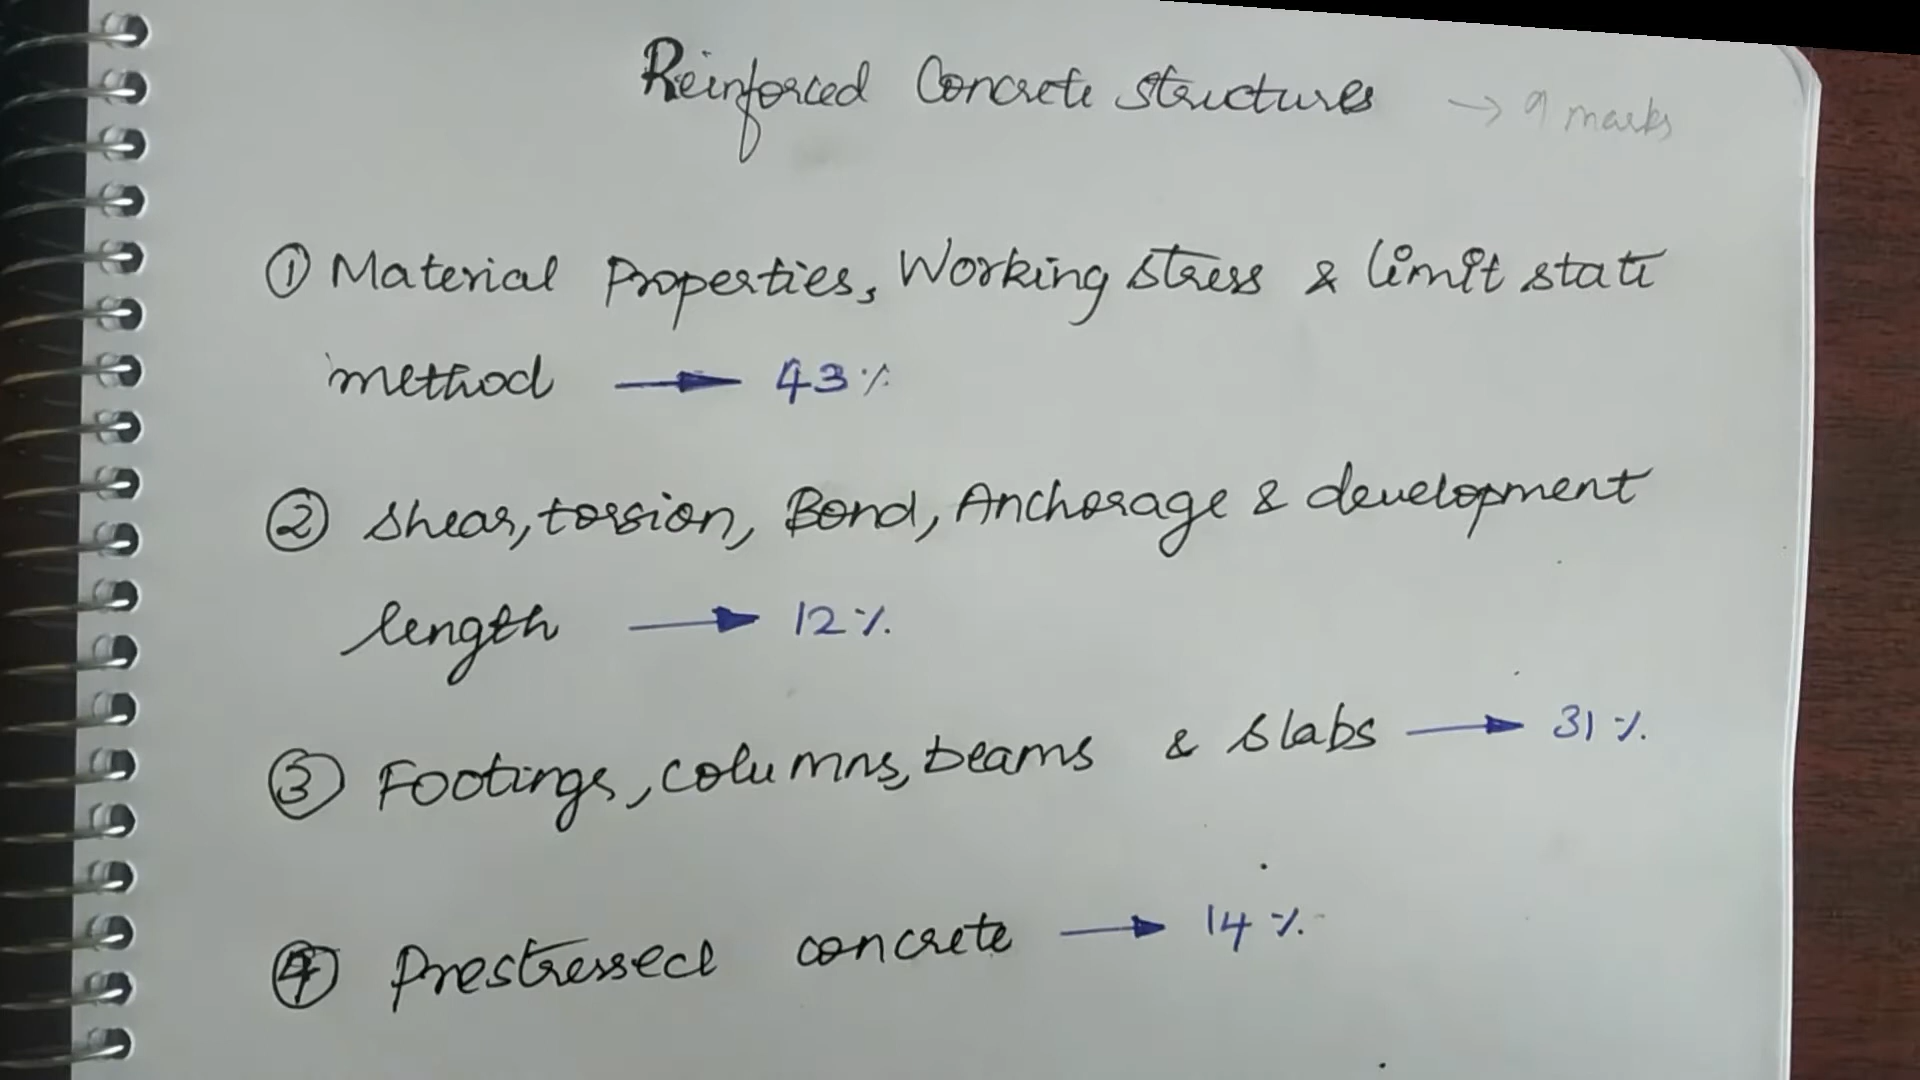 Reinforced Concrete structures → 9 marks
① Material Properties, Working stress & limit state
method → 43%
② shear, torsion, Bond, Anchorage & development
length → 12%
③ Footings, columns, beams & slabs → 31%
④ Prestressed concrete → 14%